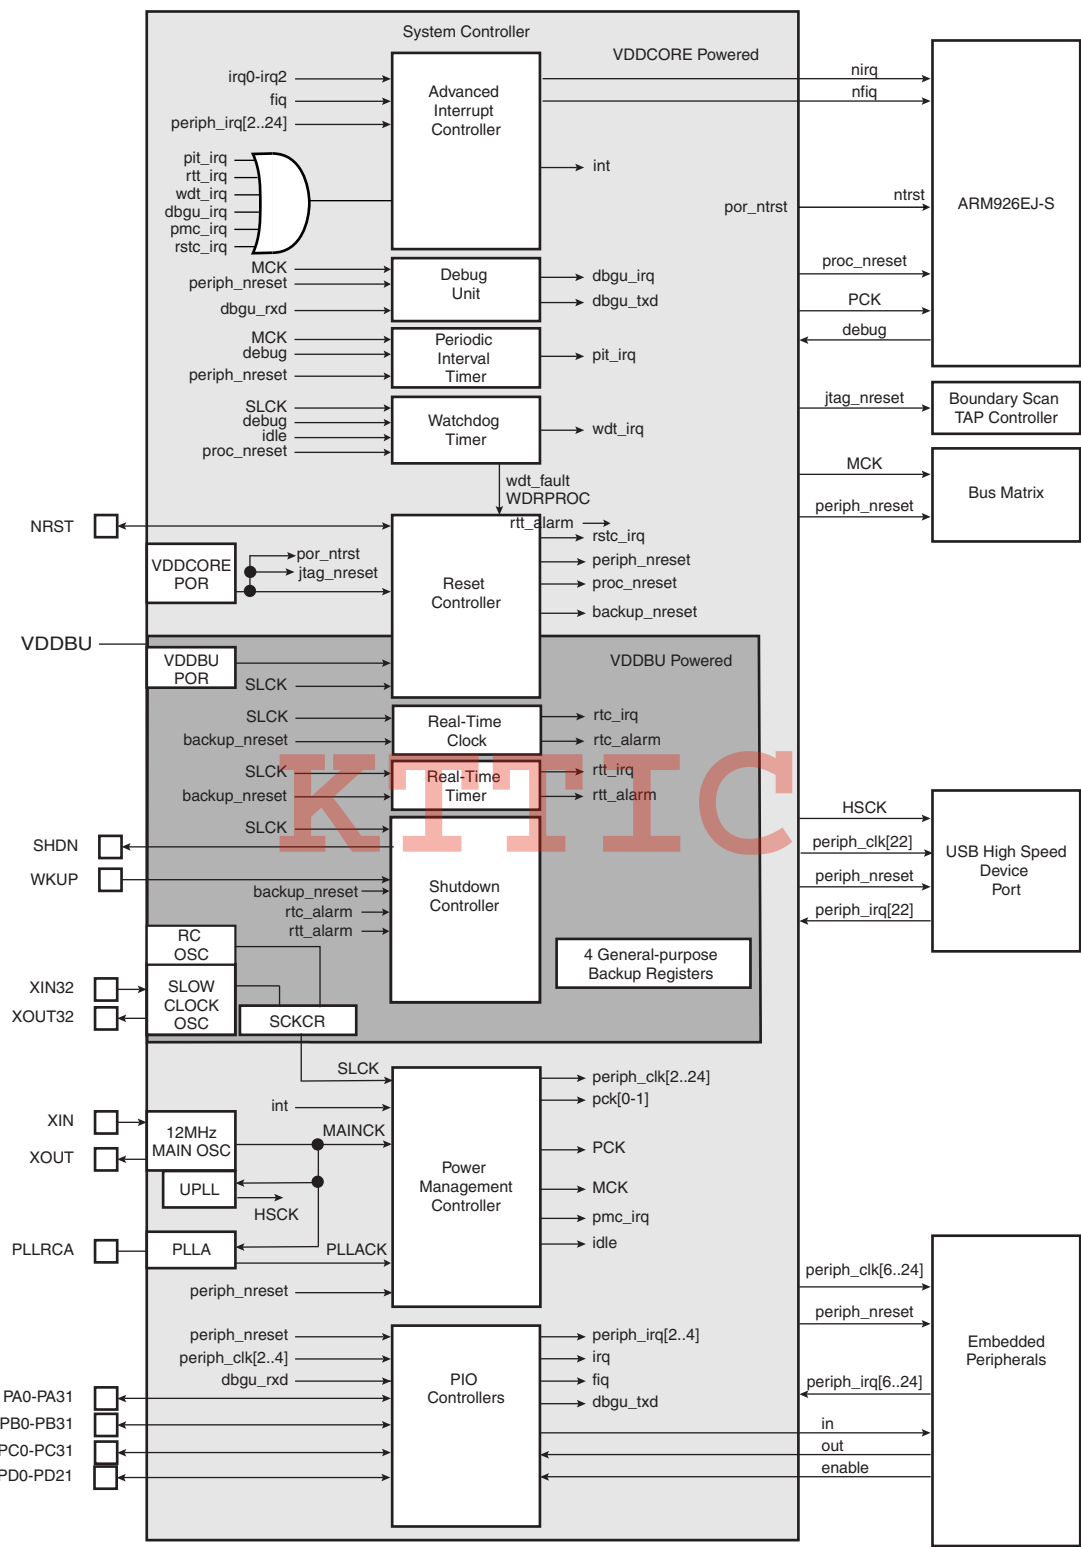 System Controller
VDDCORE Powered
irq0-irq2
fiq
periph_irq[2..24]
Advanced
Interrupt
Controller
nirq
nfiq
pit_irq
rtt_irq
wdt_irq
dbgu_irq
pmc_irq
rstc_irq
int
por_ntrst
ntrst
ARM926EJ-S
MCK
periph_nreset
dbgu_rxd
Debug
Unit
dbgu_irq
dbgu_txd
proc_nreset
PCK
debug
MCK
debug
periph_nreset
Periodic
Interval
Timer
pit_irq
SLCK
debug
idle
proc_nreset
Watchdog
Timer
wdt_irq
jtag_nreset
Boundary Scan
TAP Controller
MCK
periph_nreset
Bus Matrix
wdt_fault
WDRPROC
NRST
rtt_alarm
rstc_irq
periph_nreset
proc_nreset
backup_nreset
VDDCORE
POR
por_ntrst
jtag_nreset
Reset
Controller
VDDBU
VDDBU
POR
SLCK
VDDBU Powered
SLCK
backup_nreset
Real-Time
Clock
rtc_irq
rtc_alarm
SLCK
backup_nreset
Real-Time
Timer
rtt_irq
rtt_alarm
KTTIC
SLCK
SHDN
WKUP
backup_nreset
rtc_alarm
rtt_alarm
Shutdown
Controller
HSCK
periph_clk[22]
periph_nreset
periph_irq[22]
USB High Speed
Device
Port
RC
OSC
4 General-purpose
Backup Registers
XIN32
XOUT32
SLOW
CLOCK
OSC
SCKCR
SLCK
int
XIN
XOUT
12MHz
MAIN OSC
MAINCK
UPLL
HSCK
PLLRCA
PLLA
PLLACK
periph_nreset
Power
Management
Controller
periph_clk[2..24]
pck[0-1]
PCK
MCK
pmc_irq
idle
periph_clk[6..24]
periph_nreset
periph_irq[6..24]
in
out
enable
Embedded
Peripherals
periph_nreset
periph_clk[2..4]
dbgu_rxd
PIO
Controllers
periph_irq[2..4]
irq
fiq
dbgu_txd
PA0-PA31
PB0-PB31
PC0-PC31
PD0-PD21